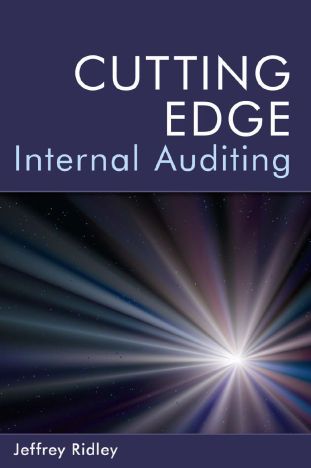 CUTTING
EDGE
Internal Auditing
Jeffrey Ridley